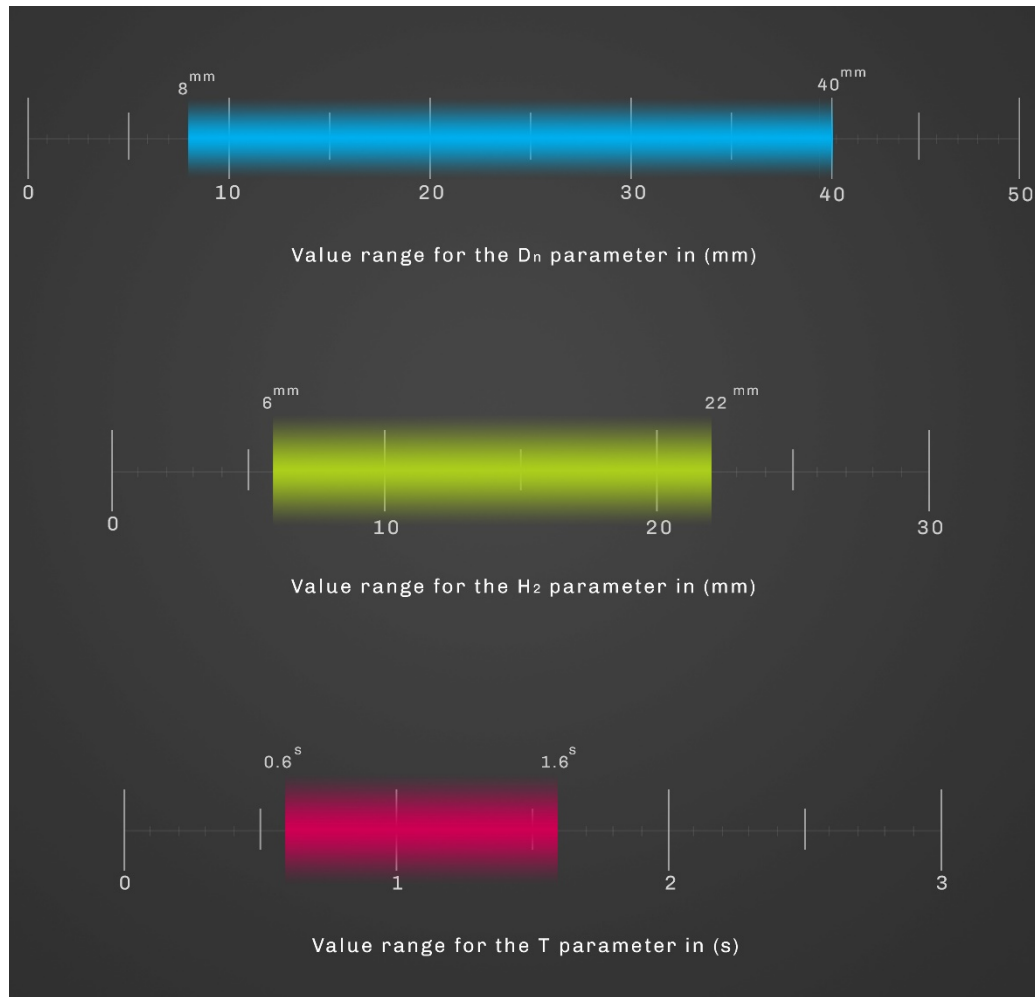 8mm 40mm
0 10 20 30 40 50
Value range for the Dn parameter in (mm)
6mm 22 mm
0 10 20 30
Value range for the H2 parameter in (mm)
0.6s 1.6s
0 1 2 3
Value range for the T parameter in (s)